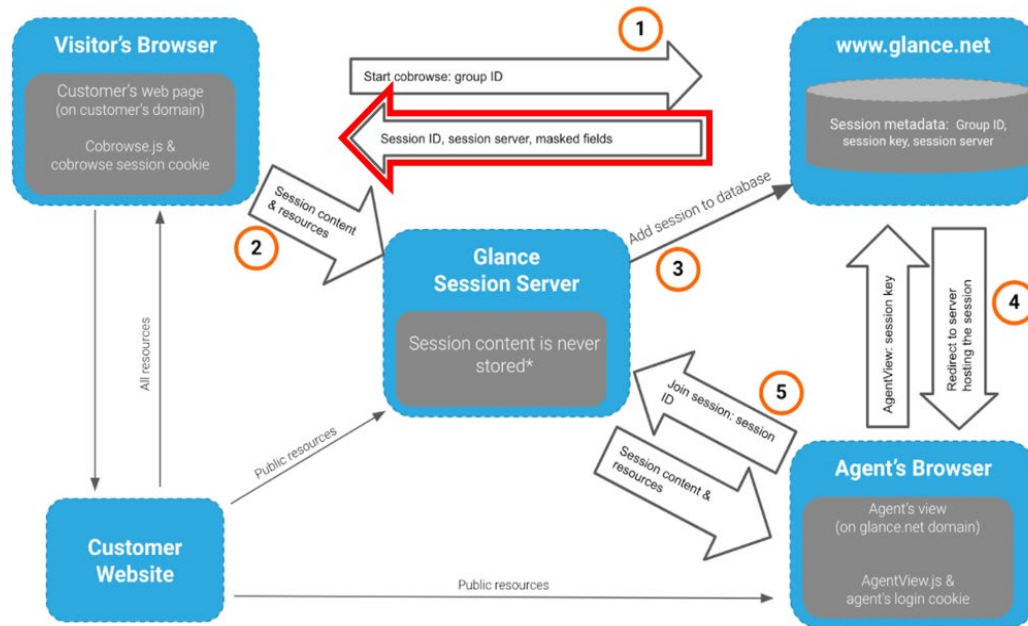 Visitor's Browser
Customer's web page
(on customer's domain)
Cobrowse.js &
cobrowse session cookie
1
Start cobrowse: group ID
Session ID, session server, masked fields
www.glance.net
Session metadata: Group ID,
session key, session server
Session content
& resources
2
Glance
Session Server
Session content is never
stored*
Add session to database
3
AgentView: session key
Redirect to server
hosting the session
4
All resources
Public resources
Join session: session
ID
5
Session content &
resources
Customer
Website
Public resources
Agent's Browser
Agent's view
(on glance.net domain)
AgentView.js &
agent's login cookie